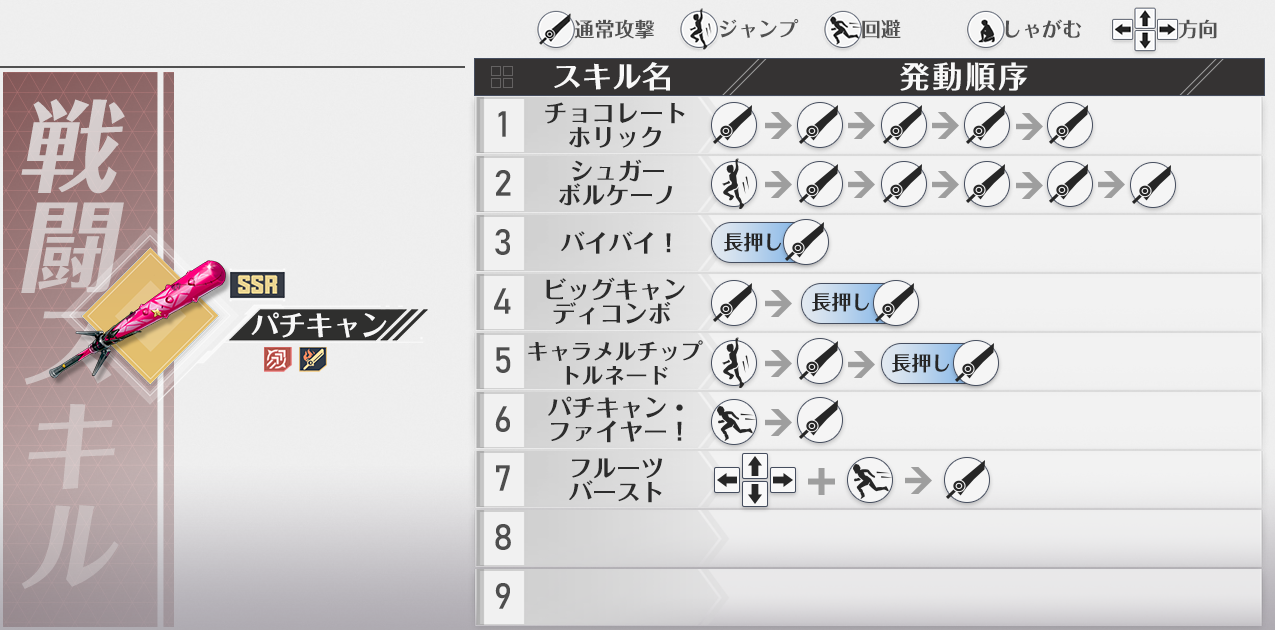 通常攻撃 ジャンプ 回避 しゃがむ 方向
戦闘スキル
SSR
パチキャン
スキル名 発動順序
1 チョコレート
ホリック
2 シュガー
ボルケーノ
3 バイバイ! 長押し
4 ビッグキャン
ディコンボ 長押し
5 キャラメルチップ
トルネード 長押し
6 パチキャン・
ファイヤー!
7 フルーツ
バースト
8
9